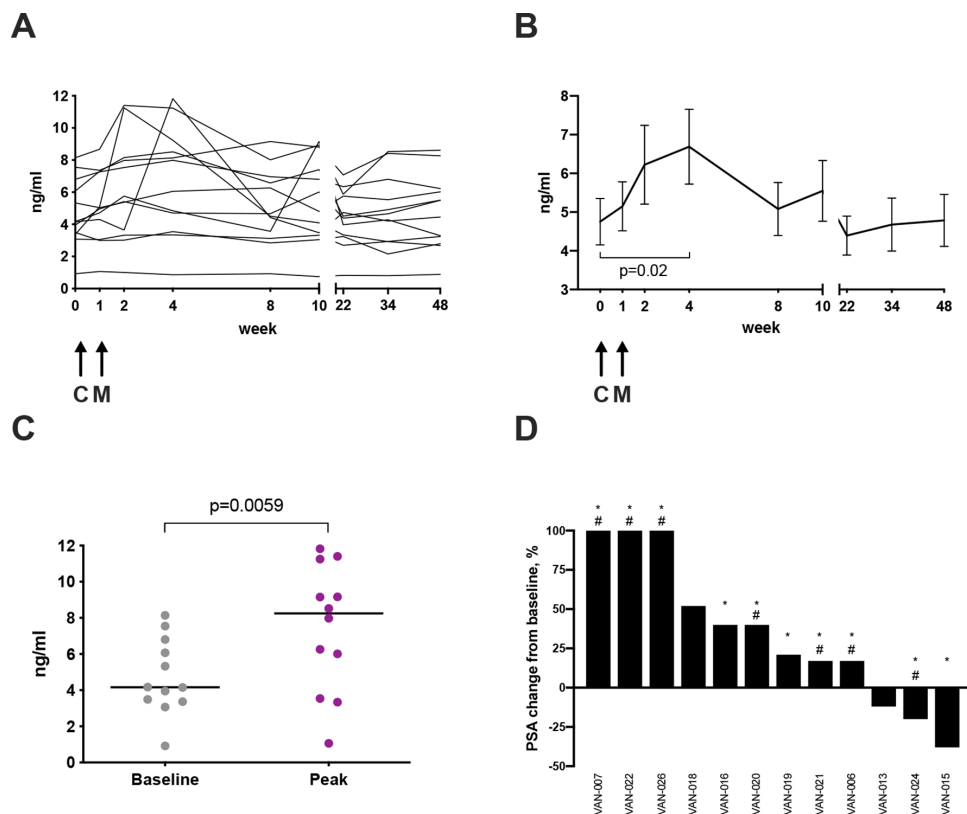 A
12
10
8
6
4
2
0
ng/ml
0 1 2 4 8 10 22 34 48
week
C M
B
8
7
6
5
4
3
ng/ml
p=0.02
0 1 2 4 8 10 22 34 48
week
C M
C
p=0.0059
12
10
8
6
4
2
0
ng/ml
Baseline Peak
D
PSA change from baseline, %
100
75
50
25
0
-25
-50
* * * * * * * * * *
# # # # # # #
VAN-007
VAN-022
VAN-026
VAN-018
VAN-016
VAN-020
VAN-019
VAN-021
VAN-006
VAN-013
VAN-024
VAN-015